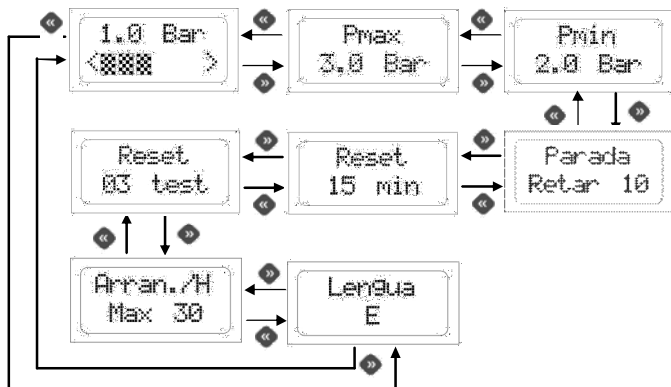 1.0 Bar
Pmax
3.0 Bar
Pmin
2.0 Bar
Reset
03 test
Reset
15 min
Parada
Retar 10
Arran./H
Max 30
Lengua
E